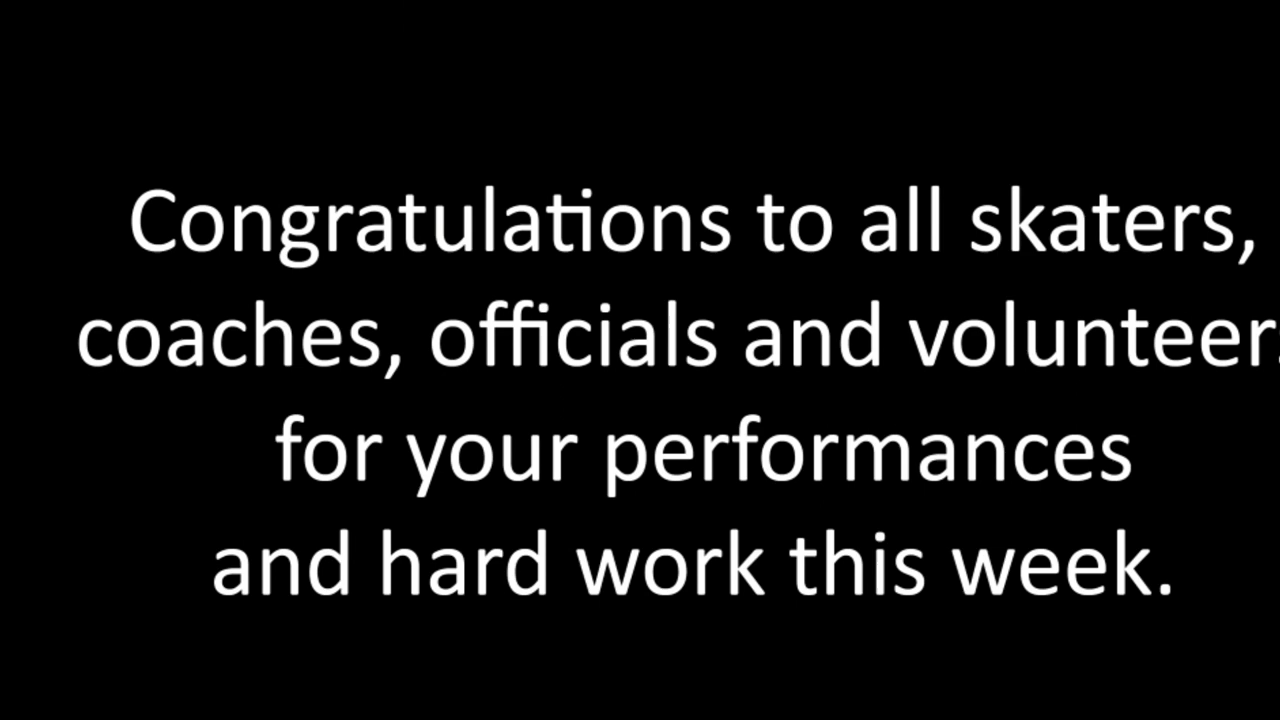 Congratulations to all skaters,
coaches, officials and volunteer
for your performances
and hard work this week.